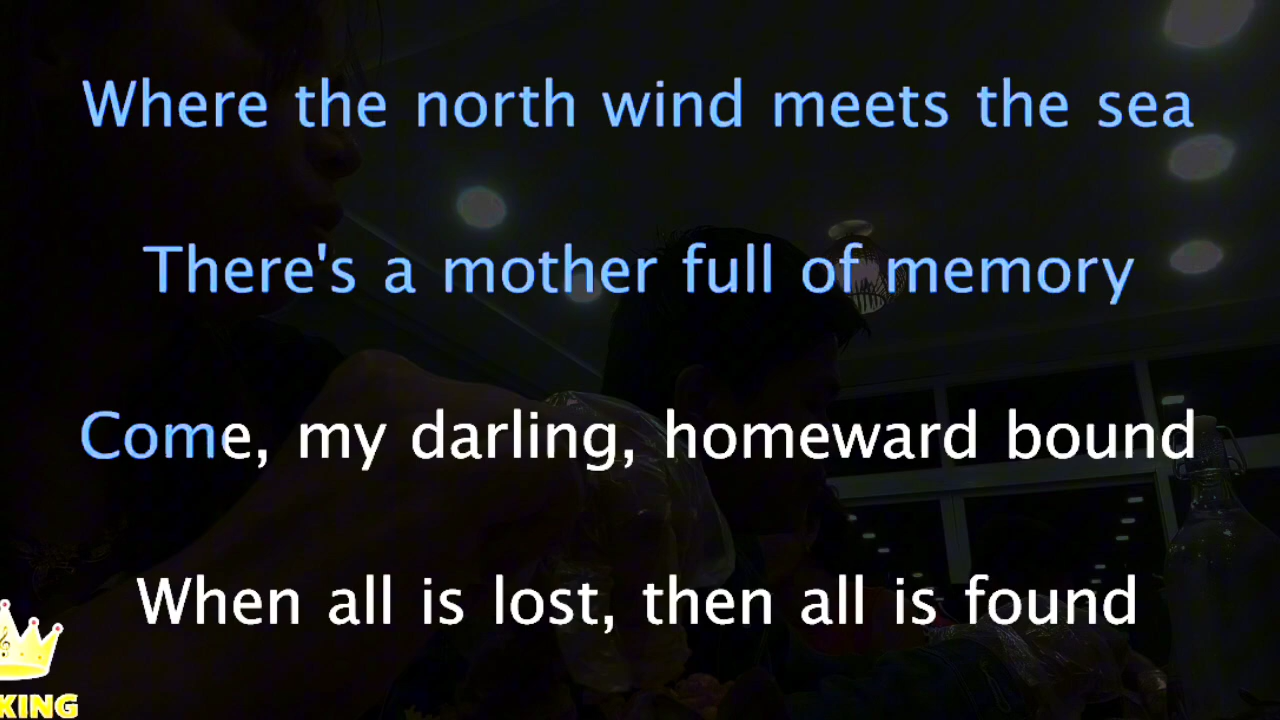 Where the north wind meets the sea
There's a mother full of memory
Come, my darling, homeward bound
When all is lost, then all is found
KING